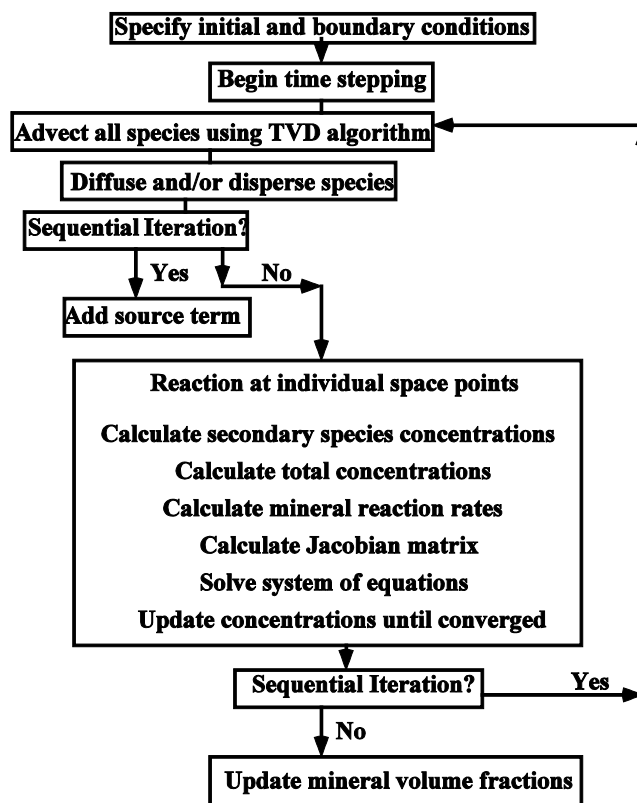 Specify initial and boundary conditions
Begin time stepping
Advect all species using TVD algorithm
Diffuse and/or disperse species
Sequential Iteration?
Yes
No
Add source term
Reaction at individual space points
Calculate secondary species concentrations
Calculate total concentrations
Calculate mineral reaction rates
Calculate Jacobian matrix
Solve system of equations
Update concentrations until converged
Sequential Iteration?
Yes
No
Update mineral volume fractions